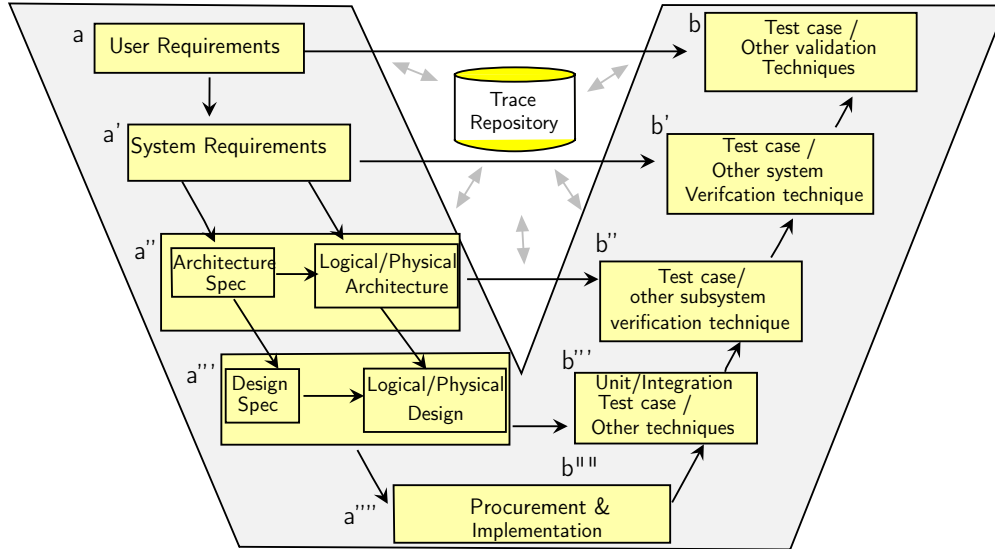 a
User Requirements
b
Test case /
Other validation
Techniques
Trace
Repository
a'
System Requirements
b'
Test case /
Other system
Verifcation technique
a''
Architecture
Spec
Logical/Physical
Architecture
b''
Test case/
other subsystem
verification technique
a'''
Design
Spec
Logical/Physical
Design
b'''
Unit/Integration
Test case /
Other techniques
a''''
Procurement &
Implementation
b""